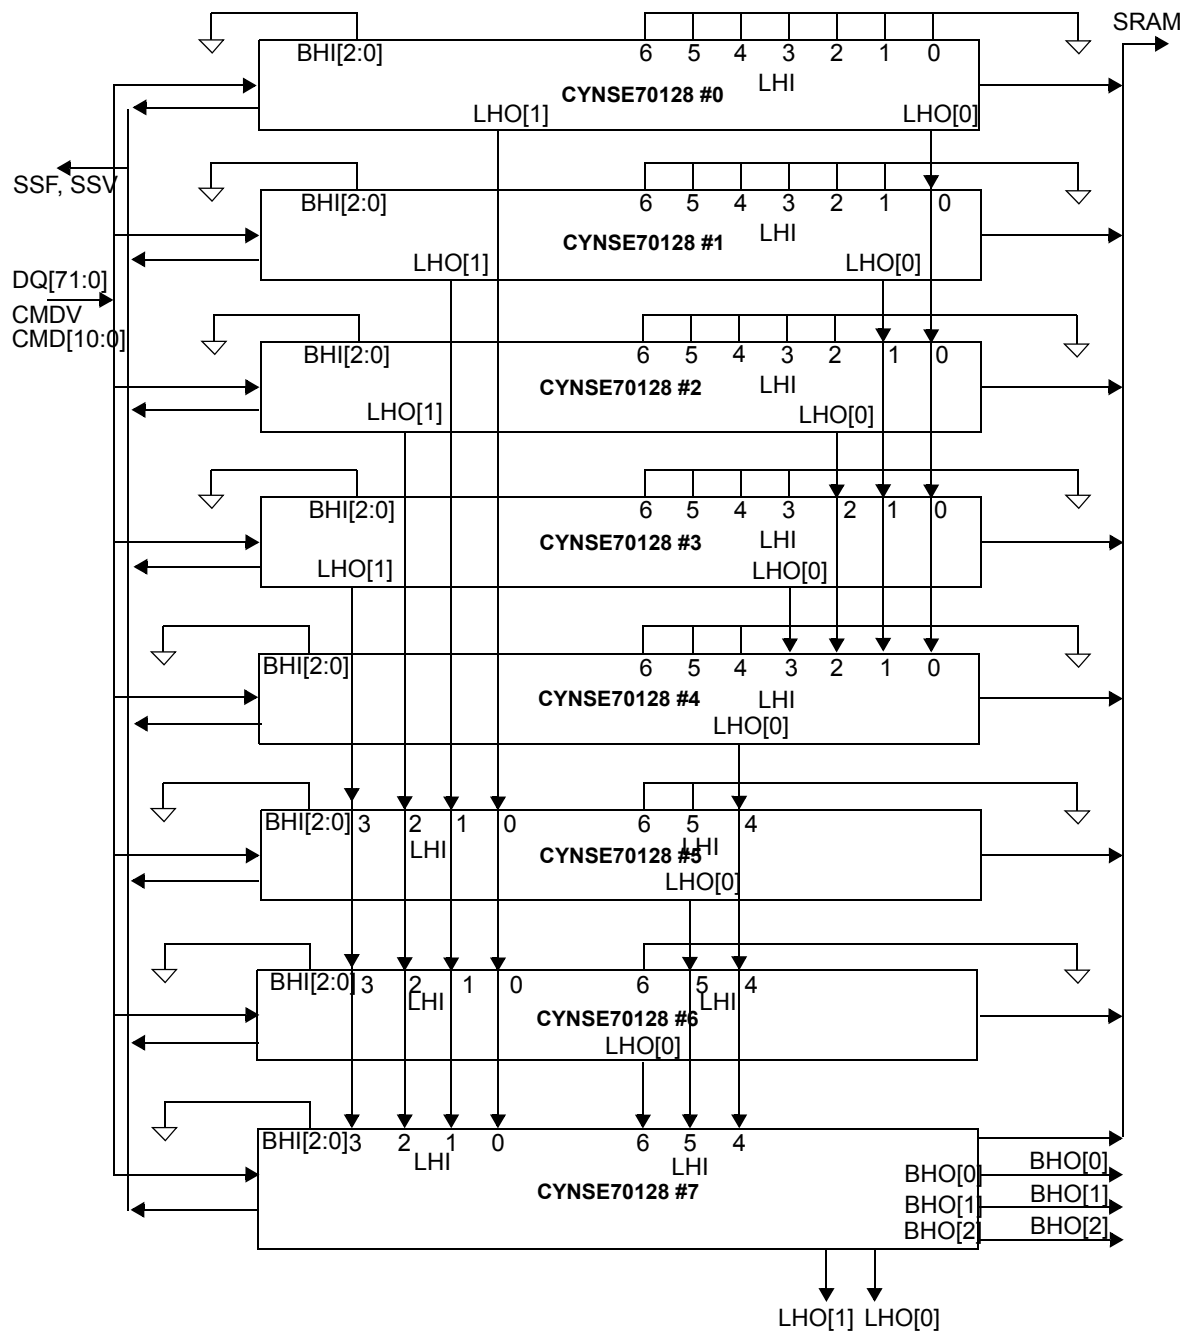 SRAM
BHI[2:0] 6 5 4 3 2 1 0
LHI
CYNSE70128 #0
LHO[1] LHO[0]
SSF, SSV
BHI[2:0] 6 5 4 3 2 1 0
LHI
CYNSE70128 #1
LHO[1] LHO[0]
DQ[71:0]
CMDV
CMD[10:0]
BHI[2:0] 6 5 4 3 2 1 0
LHI
CYNSE70128 #2
LHO[1] LHO[0]
BHI[2:0] 6 5 4 3 2 1 0
LHI
CYNSE70128 #3
LHO[1] LHO[0]
BHI[2:0] 6 5 4 3 2 1 0
LHI
CYNSE70128 #4
LHO[0]
BHI[2:0] 3 2 1 0 6 5 4
LHI LHI
CYNSE70128 #5
LHO[0]
BHI[2:0] 3 2 1 0 6 5 4
LHI LHI
CYNSE70128 #6
LHO[0]
BHI[2:0] 3 2 1 0 6 5 4
LHI LHI
CYNSE70128 #7
BHO[0] BHO[0]
BHO[1] BHO[1]
BHO[2] BHO[2]
LHO[1] LHO[0]